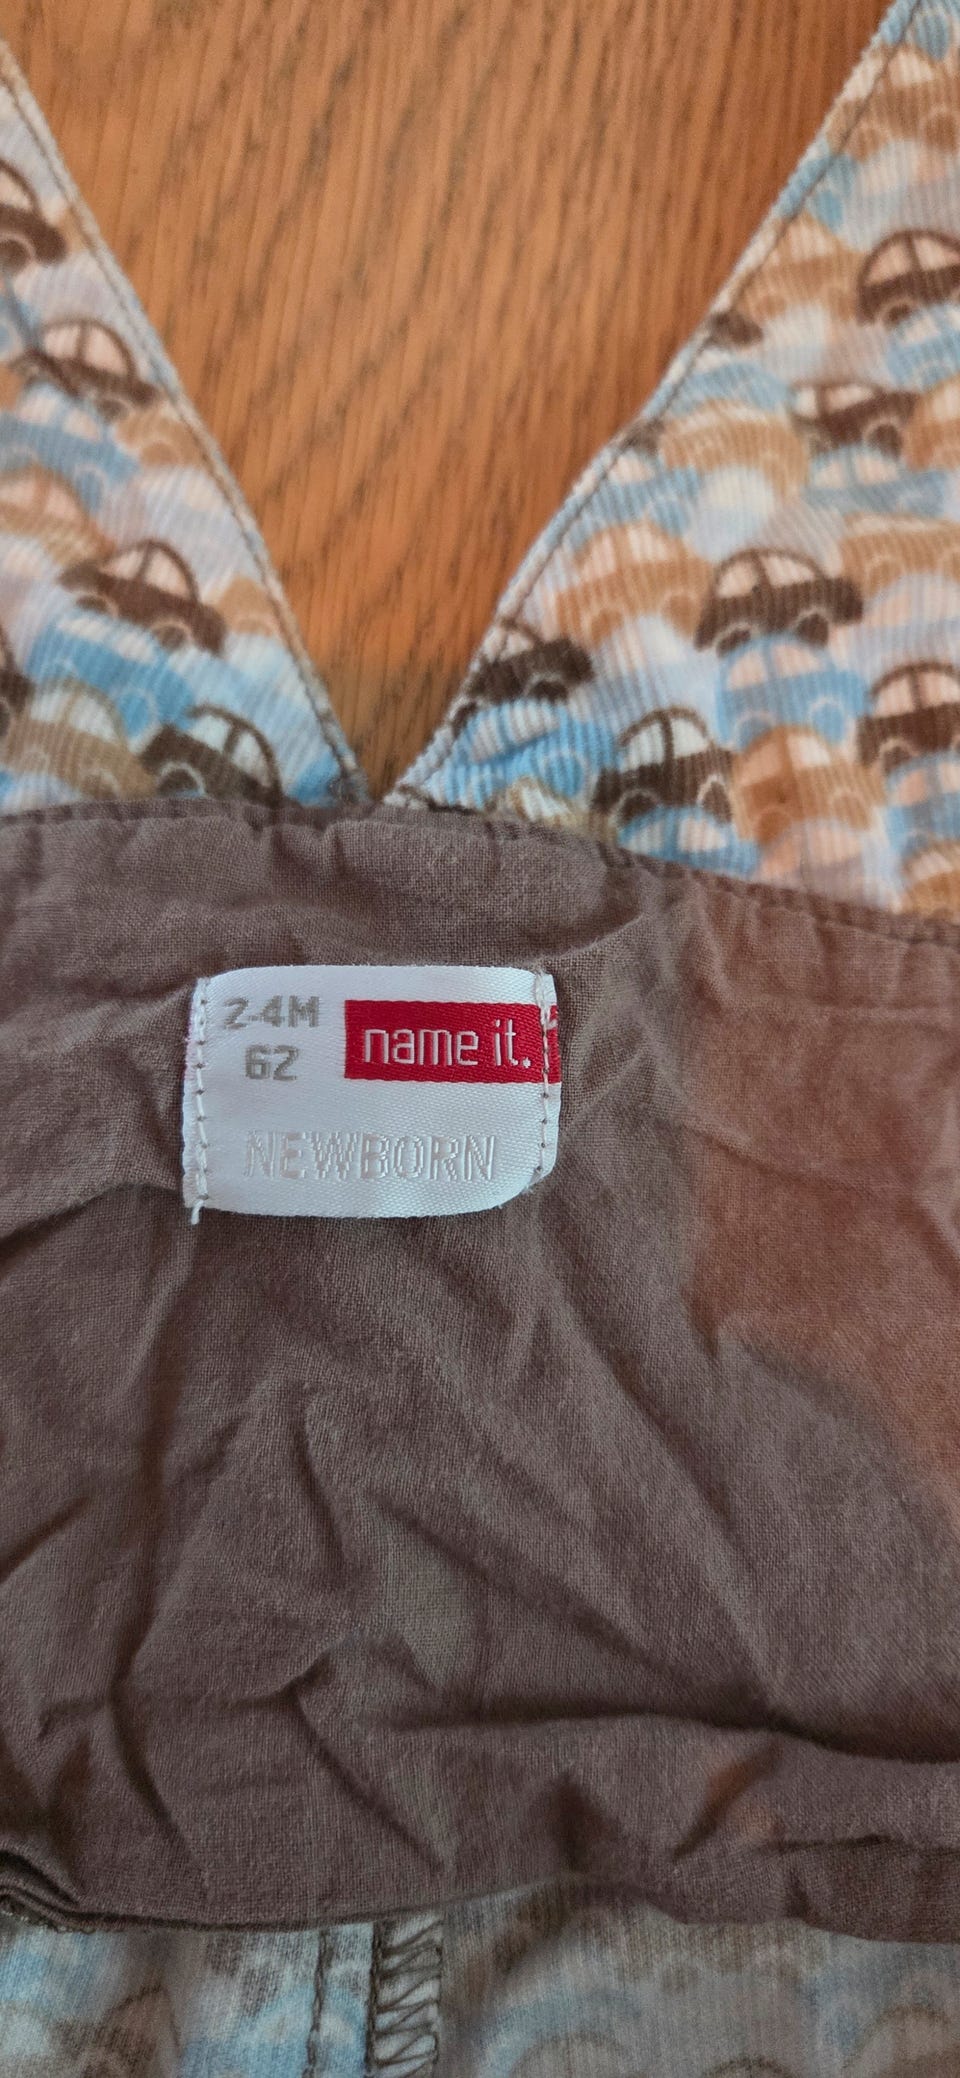 2-4M
62
name it.
NEWBORN